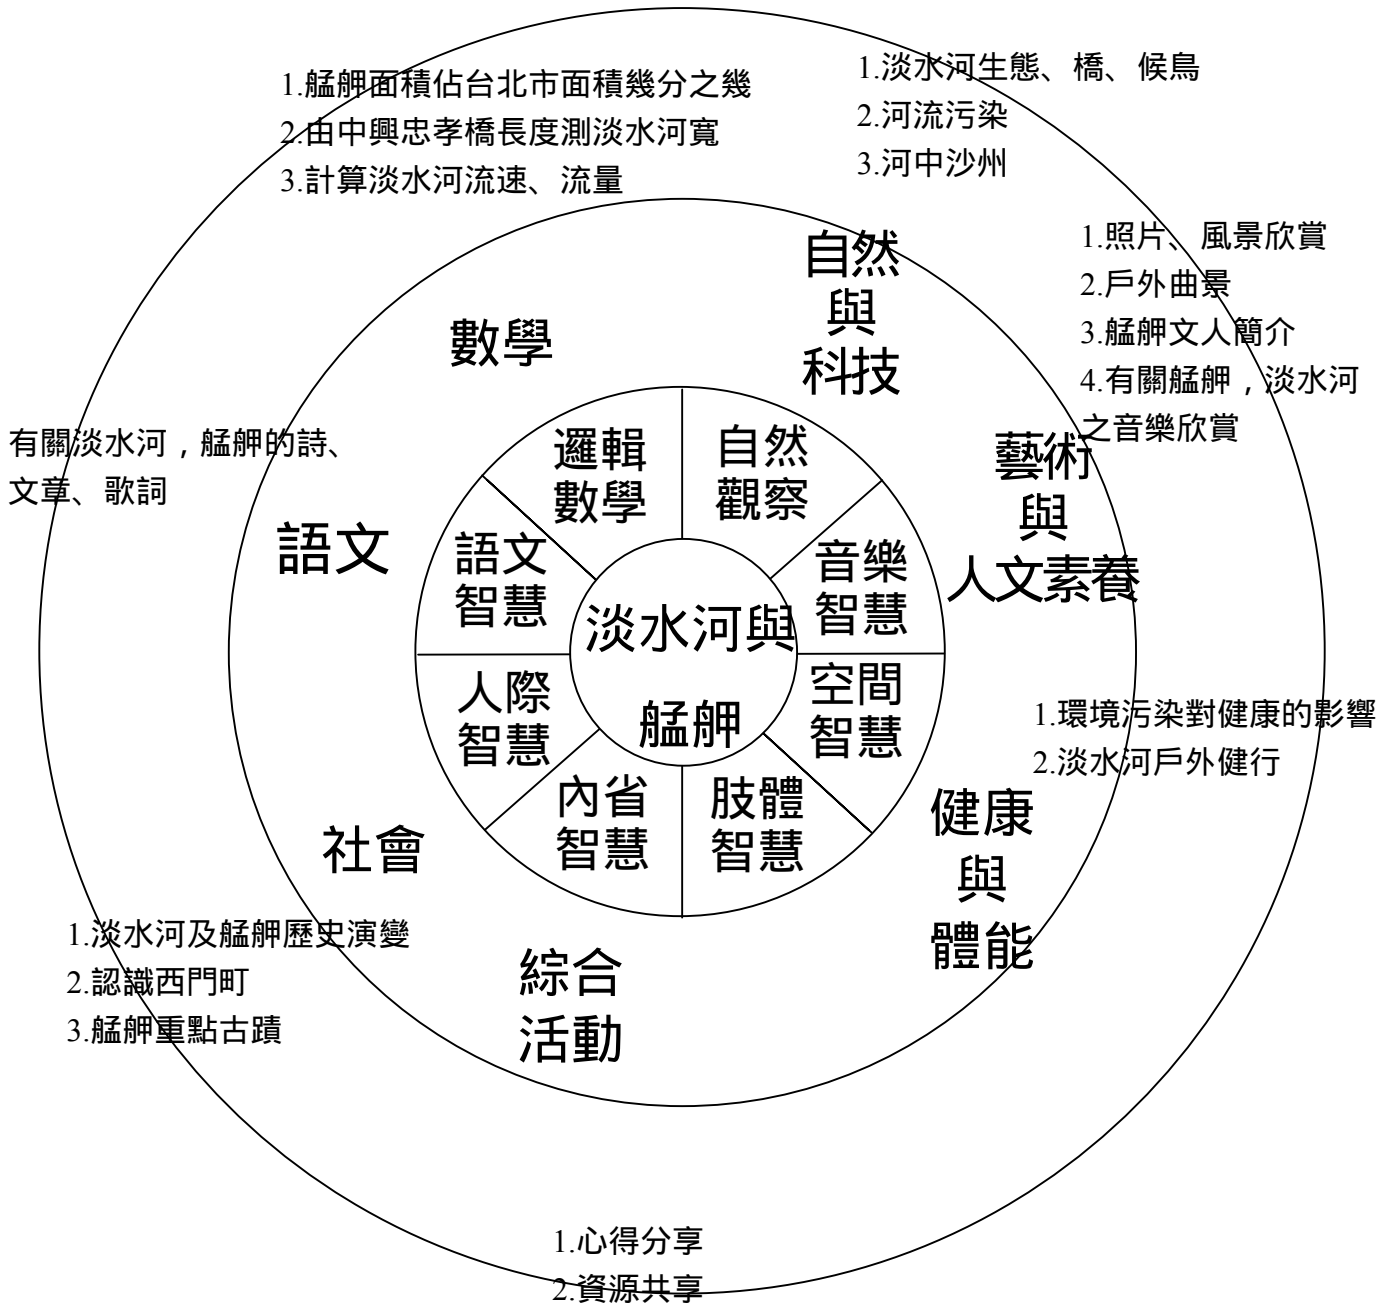 1.艋舺面積佔台北市面積幾分之幾
2.由中興忠孝橋長度測淡水河寬
3.計算淡水河流速、流量
1.淡水河生態、橋、候鳥
2.河流污染
3.河中沙州
1.照片、風景欣賞
2.戶外曲景
3.艋舺文人簡介
4.有關艋舺，淡水河
之音樂欣賞
有關淡水河，艋舺的詩、
文章、歌詞
數學
自然
與
科技
語文
藝術
與
人文素養
邏輯
數學
自然
觀察
語文
智慧
音樂
智慧
淡水河與
艋舺
人際
智慧
空間
智慧
內省
智慧
肢體
智慧
1.環境污染對健康的影響
2.淡水河戶外健行
社會
健康
與
體能
1.淡水河及艋舺歷史演變
2.認識西門町
3.艋舺重點古蹟
綜合
活動
1.心得分享
2.資源共享